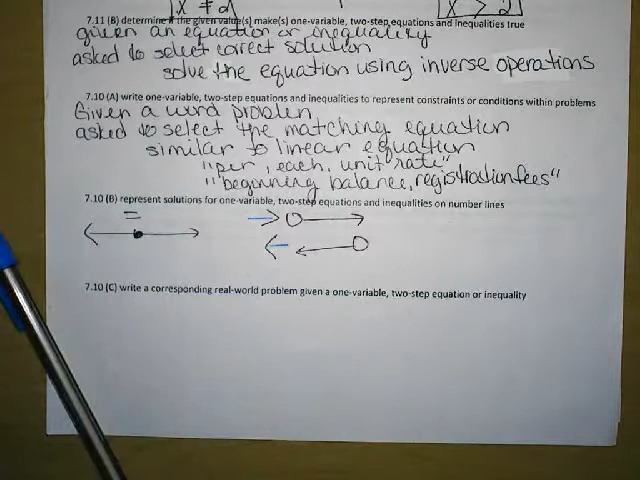 x ≠ 2
x > 2
7.11 (B) determine if the given value(s) make(s) one-variable, two-step equations and inequalities true
given an equation or inequality
asked to select correct solution
solve the equation using inverse operations
7.10 (A) write one-variable, two-step equations and inequalities to represent constraints or conditions within problems
Given a word problem,
asked to select the matching equation
similar to linear equation
"per, each, unit rate"
"beginning balance, registration fees"
7.10 (B) represent solutions for one-variable, two-step equations and inequalities on number lines
=
7.10 (C) write a corresponding real-world problem given a one-variable, two-step equation or inequality